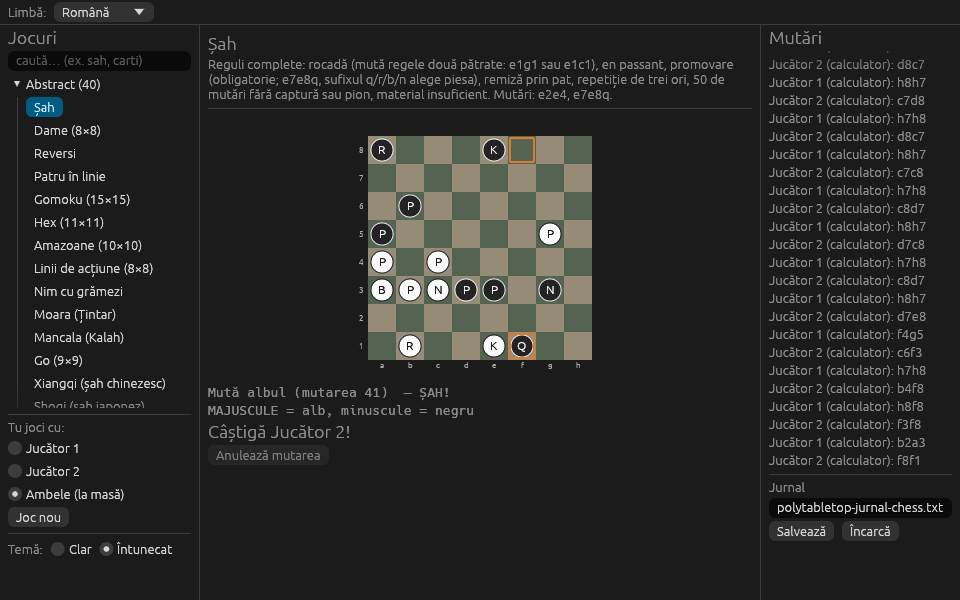 Limbă: Română
Jocuri
caută... (ex. sah, carti)
Abstract (40)
Șah
Dame (8×8)
Reversi
Patru în linie
Gomoku (15×15)
Hex (11×11)
Amazoane (10×10)
Linii de acțiune (8×8)
Nim cu grămezi
Moara (Țintar)
Mancala (Kalah)
Go (9×9)
Xiangqi (șah chinezesc)
Shogi (șah japonez)
Tu joci cu:
Jucător 1
Jucător 2
Ambele (la masă)
Joc nou
Temă: Clar Întunecat
Șah
Reguli complete: rocadă (mută regele două pătrate: e1g1 sau e1c1), en passant, promovare
(obligatorie; e7e8q, sufixul q/r/b/n alege piesa), remiză prin pat, repetiție de trei ori, 50 de
mutări fără captură sau pion, material insuficient. Mutări: e2e4, e7e8q.
8 R K
7
6 P
5 P P
4 P P
3 B P N P P N
2
1 R K Q
a b c d e f g h
Mută albul (mutarea 41) — ȘAH!
MAJUSCULE = alb, minuscule = negru
Câștigă Jucător 2!
Anulează mutarea
Mutări
Jucător 2 (calculator): d8c7
Jucător 1 (calculator): h8h7
Jucător 2 (calculator): c7d8
Jucător 1 (calculator): h7h8
Jucător 2 (calculator): d8c7
Jucător 1 (calculator): h8h7
Jucător 2 (calculator): c7c8
Jucător 1 (calculator): h7h8
Jucător 2 (calculator): c8d7
Jucător 1 (calculator): h8h7
Jucător 2 (calculator): d7c8
Jucător 1 (calculator): h7h8
Jucător 2 (calculator): c8d7
Jucător 1 (calculator): h8h7
Jucător 2 (calculator): d7e8
Jucător 1 (calculator): f4g5
Jucător 2 (calculator): c6f3
Jucător 1 (calculator): h7h8
Jucător 2 (calculator): b4f8
Jucător 1 (calculator): h8f8
Jucător 2 (calculator): f3f8
Jucător 1 (calculator): b2a3
Jucător 2 (calculator): f8f1
Jurnal
polytabletop-jurnal-chess.txt
Salvează Încarcă